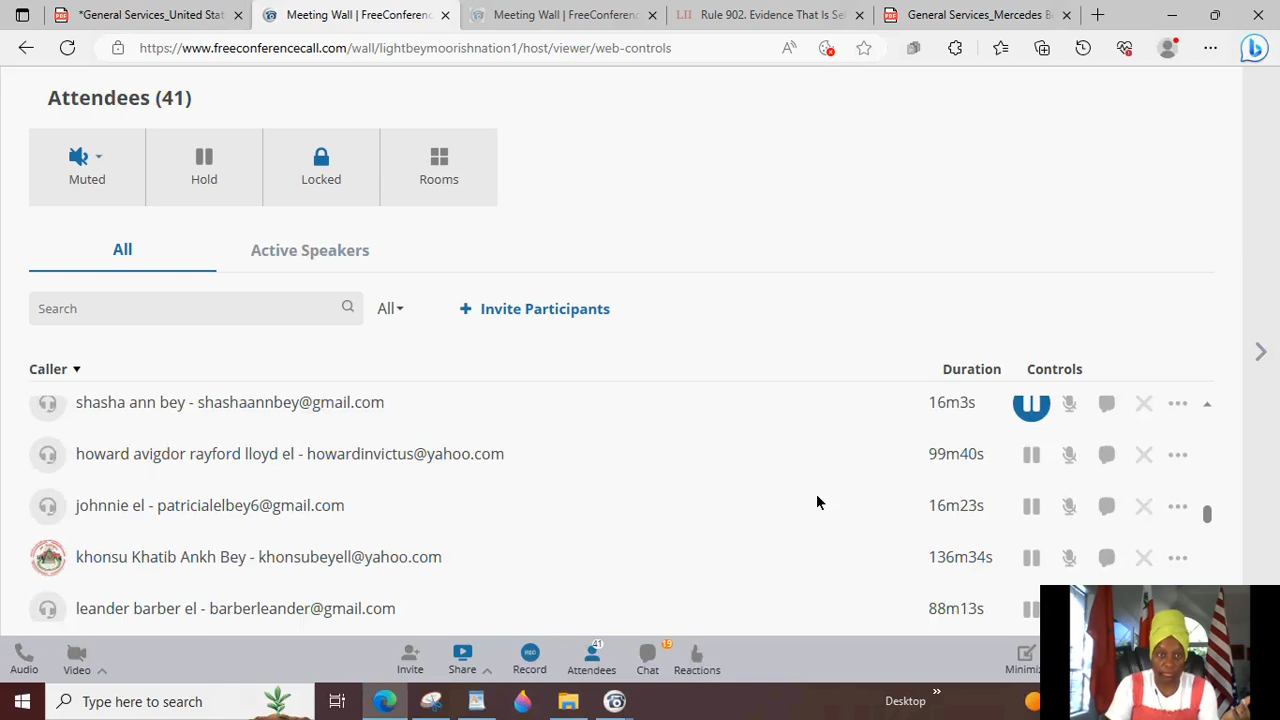 *General Services_United Stat
Meeting Wall | FreeConferenc
Meeting Wall | FreeConferenc
LII Rule 902. Evidence That Is Sel
General Services_Mercedes Be
https://www.freeconferencecall.com/wall/lightbeymoorishnation1/host/viewer/web-controls
Attendees (41)
Muted Hold Locked Rooms
All Active Speakers
Search All + Invite Participants
Caller Duration Controls
shasha ann bey - shashaannbey@gmail.com 16m3s
howard avigdor rayford lloyd el - howardinvictus@yahoo.com 99m40s
johnnie el - patricialelbey6@gmail.com 16m23s
khonsu Khatib Ankh Bey - khonsubeyell@yahoo.com 136m34s
leander barber el - barberleander@gmail.com 88m13s
41 19
Audio Video Invite Share Record Attendees Chat Reactions Minimi
Type here to search Desktop